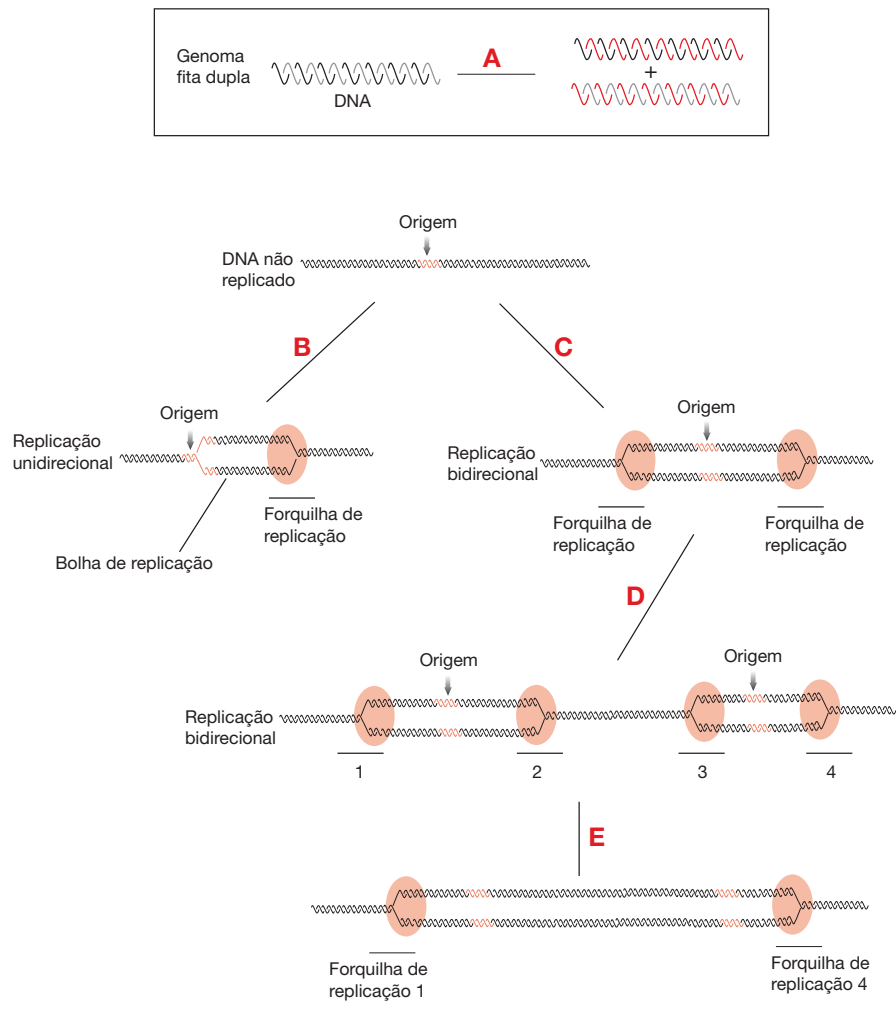 Genoma
fita dupla
DNA
A
+
Origem
DNA não
replicado
B
C
Origem
Replicação
unidirecional
Forquilha de
replicação
Bolha de replicação
Origem
Replicação
bidirecional
Forquilha de
replicação
Forquilha de
replicação
D
Origem
Origem
Replicação
bidirecional
1
2
3
4
E
Forquilha de
replicação 1
Forquilha de
replicação 4